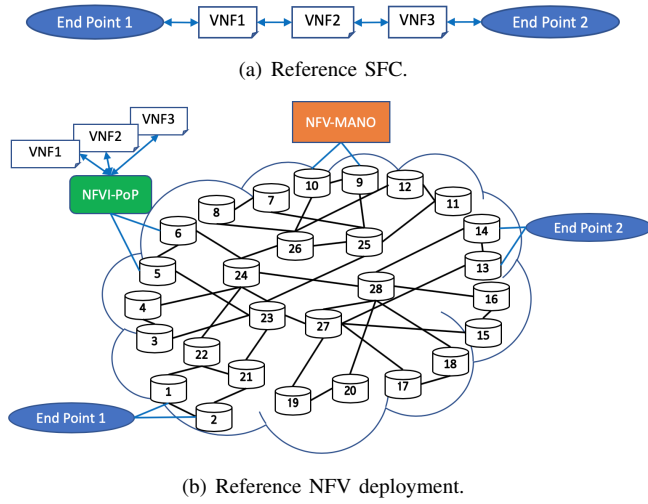 End Point 1 VNF1 VNF2 VNF3 End Point 2
(a) Reference SFC.
VNF3
VNF2
VNF1
NFV-MANO
NFVI-PoP
10 9 12
7 11
8
6 26 25 14
End Point 2
5 24 13
28 16
4
23 27
3 15
22 18
21
1 20 17
19
End Point 1 2
(b) Reference NFV deployment.